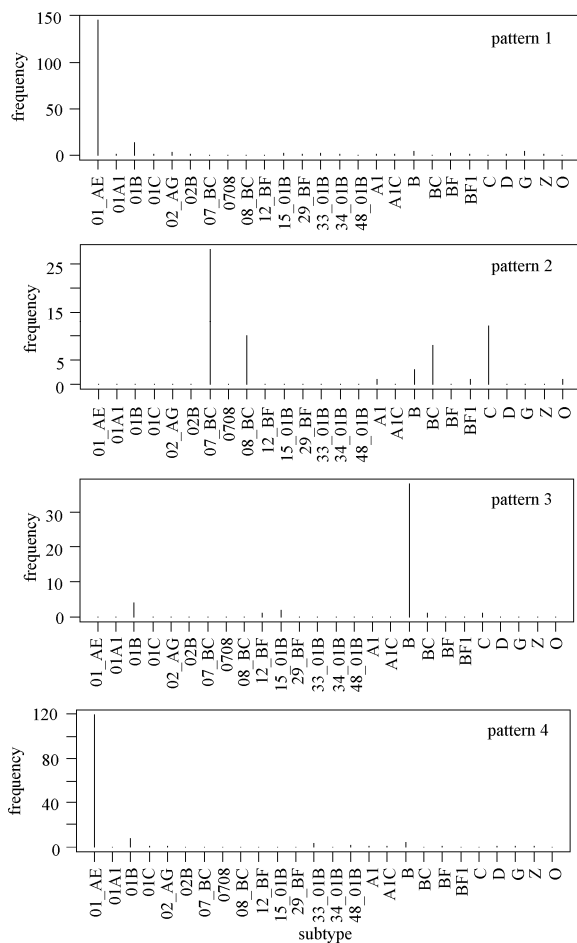 pattern 1
frequency
150
100
50
0
01_AE 01A1 01B 01C 02_AG 02B 07_BC 0708 08_BC 12_BF 15_01B 29_BF 33_01B 34_01B 48_01B A1 A1C B BC BF BF1 C D G Z O
pattern 2
frequency
25
15
5
0
01_AE 01A1 01B 01C 02_AG 02B 07_BC 0708 08_BC 12_BF 15_01B 29_BF 33_01B 34_01B 48_01B A1 A1C B BC BF BF1 C D G Z O
pattern 3
frequency
30
20
10
0
01_AE 01A1 01B 01C 02_AG 02B 07_BC 0708 08_BC 12_BF 15_01B 29_BF 33_01B 34_01B 48_01B A1 A1C B BC BF BF1 C D G Z O
pattern 4
frequency
120
80
40
0
01_AE 01A1 01B 01C 02_AG 02B 07_BC 0708 08_BC 12_BF 15_01B 29_BF 33_01B 34_01B 48_01B A1 A1C B BC BF BF1 C D G Z O
subtype